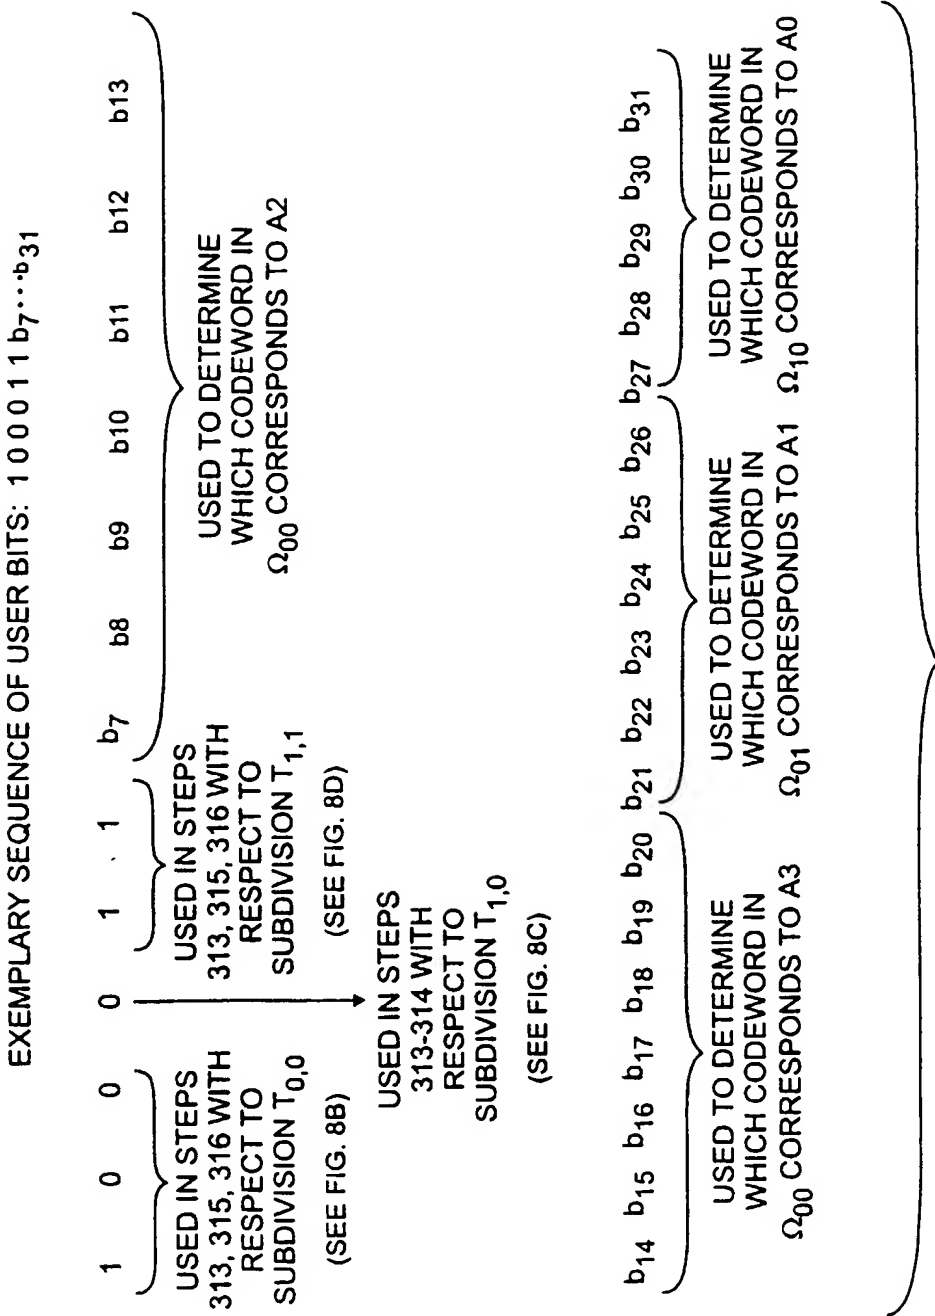 EXEMPLARY SEQUENCE OF USER BITS: 1 0 0 0 1 1 b7···b31
1 0 0 0 1 1 b7 b8 b9 b10 b11 b12 b13
USED IN STEPS
313, 315, 316 WITH
RESPECT TO
SUBDIVISION T0,0
(SEE FIG. 8B)
USED IN STEPS
313-314 WITH
RESPECT TO
SUBDIVISION T1,0
(SEE FIG. 8C)
USED IN STEPS
313, 315, 316 WITH
RESPECT TO
SUBDIVISION T1,1
(SEE FIG. 8D)
USED TO DETERMINE
WHICH CODEWORD IN
Ω00 CORRESPONDS TO A2
b14 b15 b16 b17 b18 b19 b20 b21 b22 b23 b24 b25 b26 b27 b28 b29 b30 b31
USED TO DETERMINE
WHICH CODEWORD IN
Ω00 CORRESPONDS TO A3
USED TO DETERMINE
WHICH CODEWORD IN
Ω01 CORRESPONDS TO A1
USED TO DETERMINE
WHICH CODEWORD IN
Ω10 CORRESPONDS TO A0